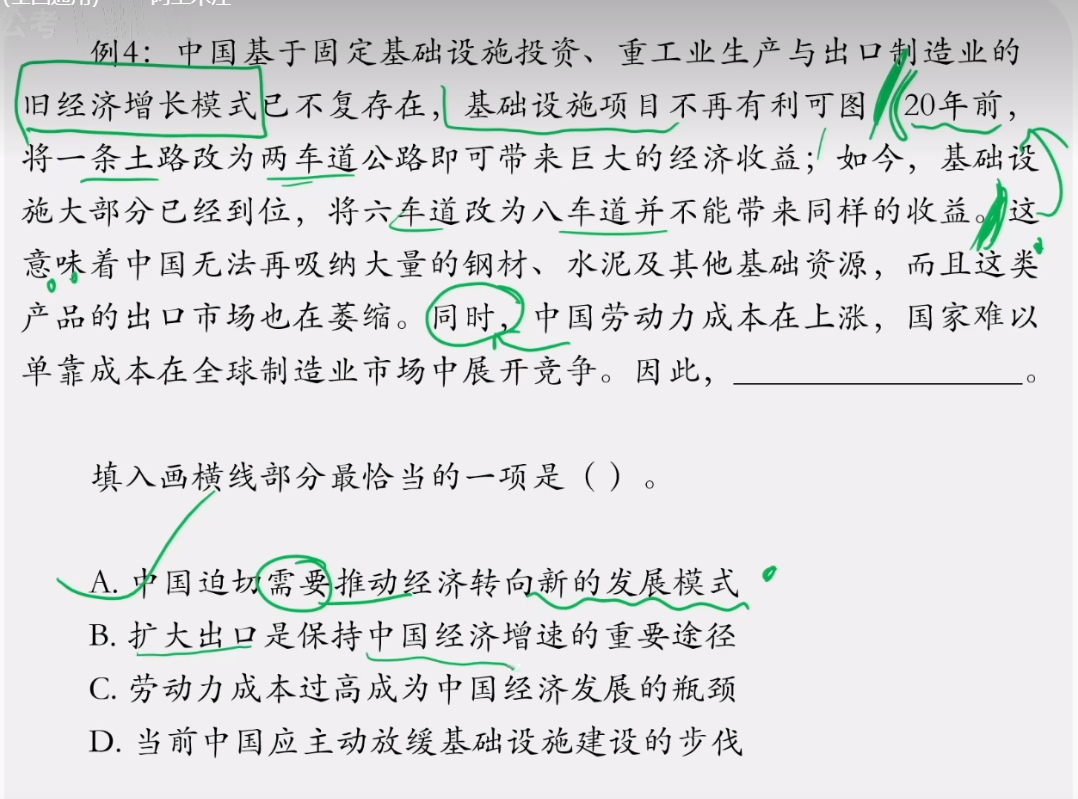 公考
例4：中国基于固定基础设施投资、重工业生产与出口制造业的
旧经济增长模式已不复存在，基础设施项目不再有利可图（20年前，
将一条土路改为两车道公路即可带来巨大的经济收益；如今，基础设
施大部分已经到位，将六车道改为八车道并不能带来同样的收益。）这
意味着中国无法再吸纳大量的钢材、水泥及其他基础资源，而且这类
产品的出口市场也在萎缩。同时，中国劳动力成本在上涨，国家难以
单靠成本在全球制造业市场中展开竞争。因此，________________。
填入画横线部分最恰当的一项是（ ）。
A. 中国迫切需要推动经济转向新的发展模式
B. 扩大出口是保持中国经济增速的重要途径
C. 劳动力成本过高成为中国经济发展的瓶颈
D. 当前中国应主动放缓基础设施建设的步伐